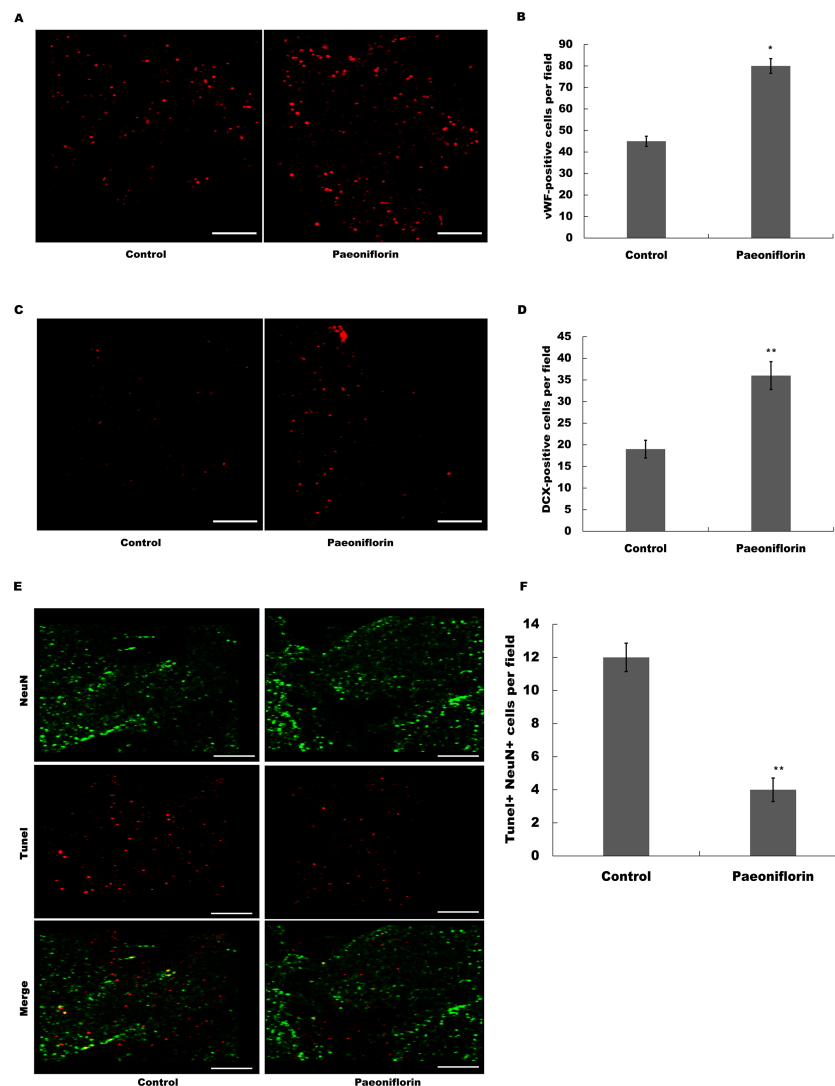 A
Control
Paeoniflorin
B
vWF-positive cells per field
90
80
70
60
50
40
30
20
10
0
*
Control
Paeoniflorin
C
Control
Paeoniflorin
D
DCX-positive cells per field
45
40
35
30
25
20
15
10
5
0
**
Control
Paeoniflorin
E
NeuN
Tunel
Merge
Control
Paeoniflorin
F
Tunel+ NeuN+ cells per field
14
12
10
8
6
4
2
0
**
Control
Paeoniflorin